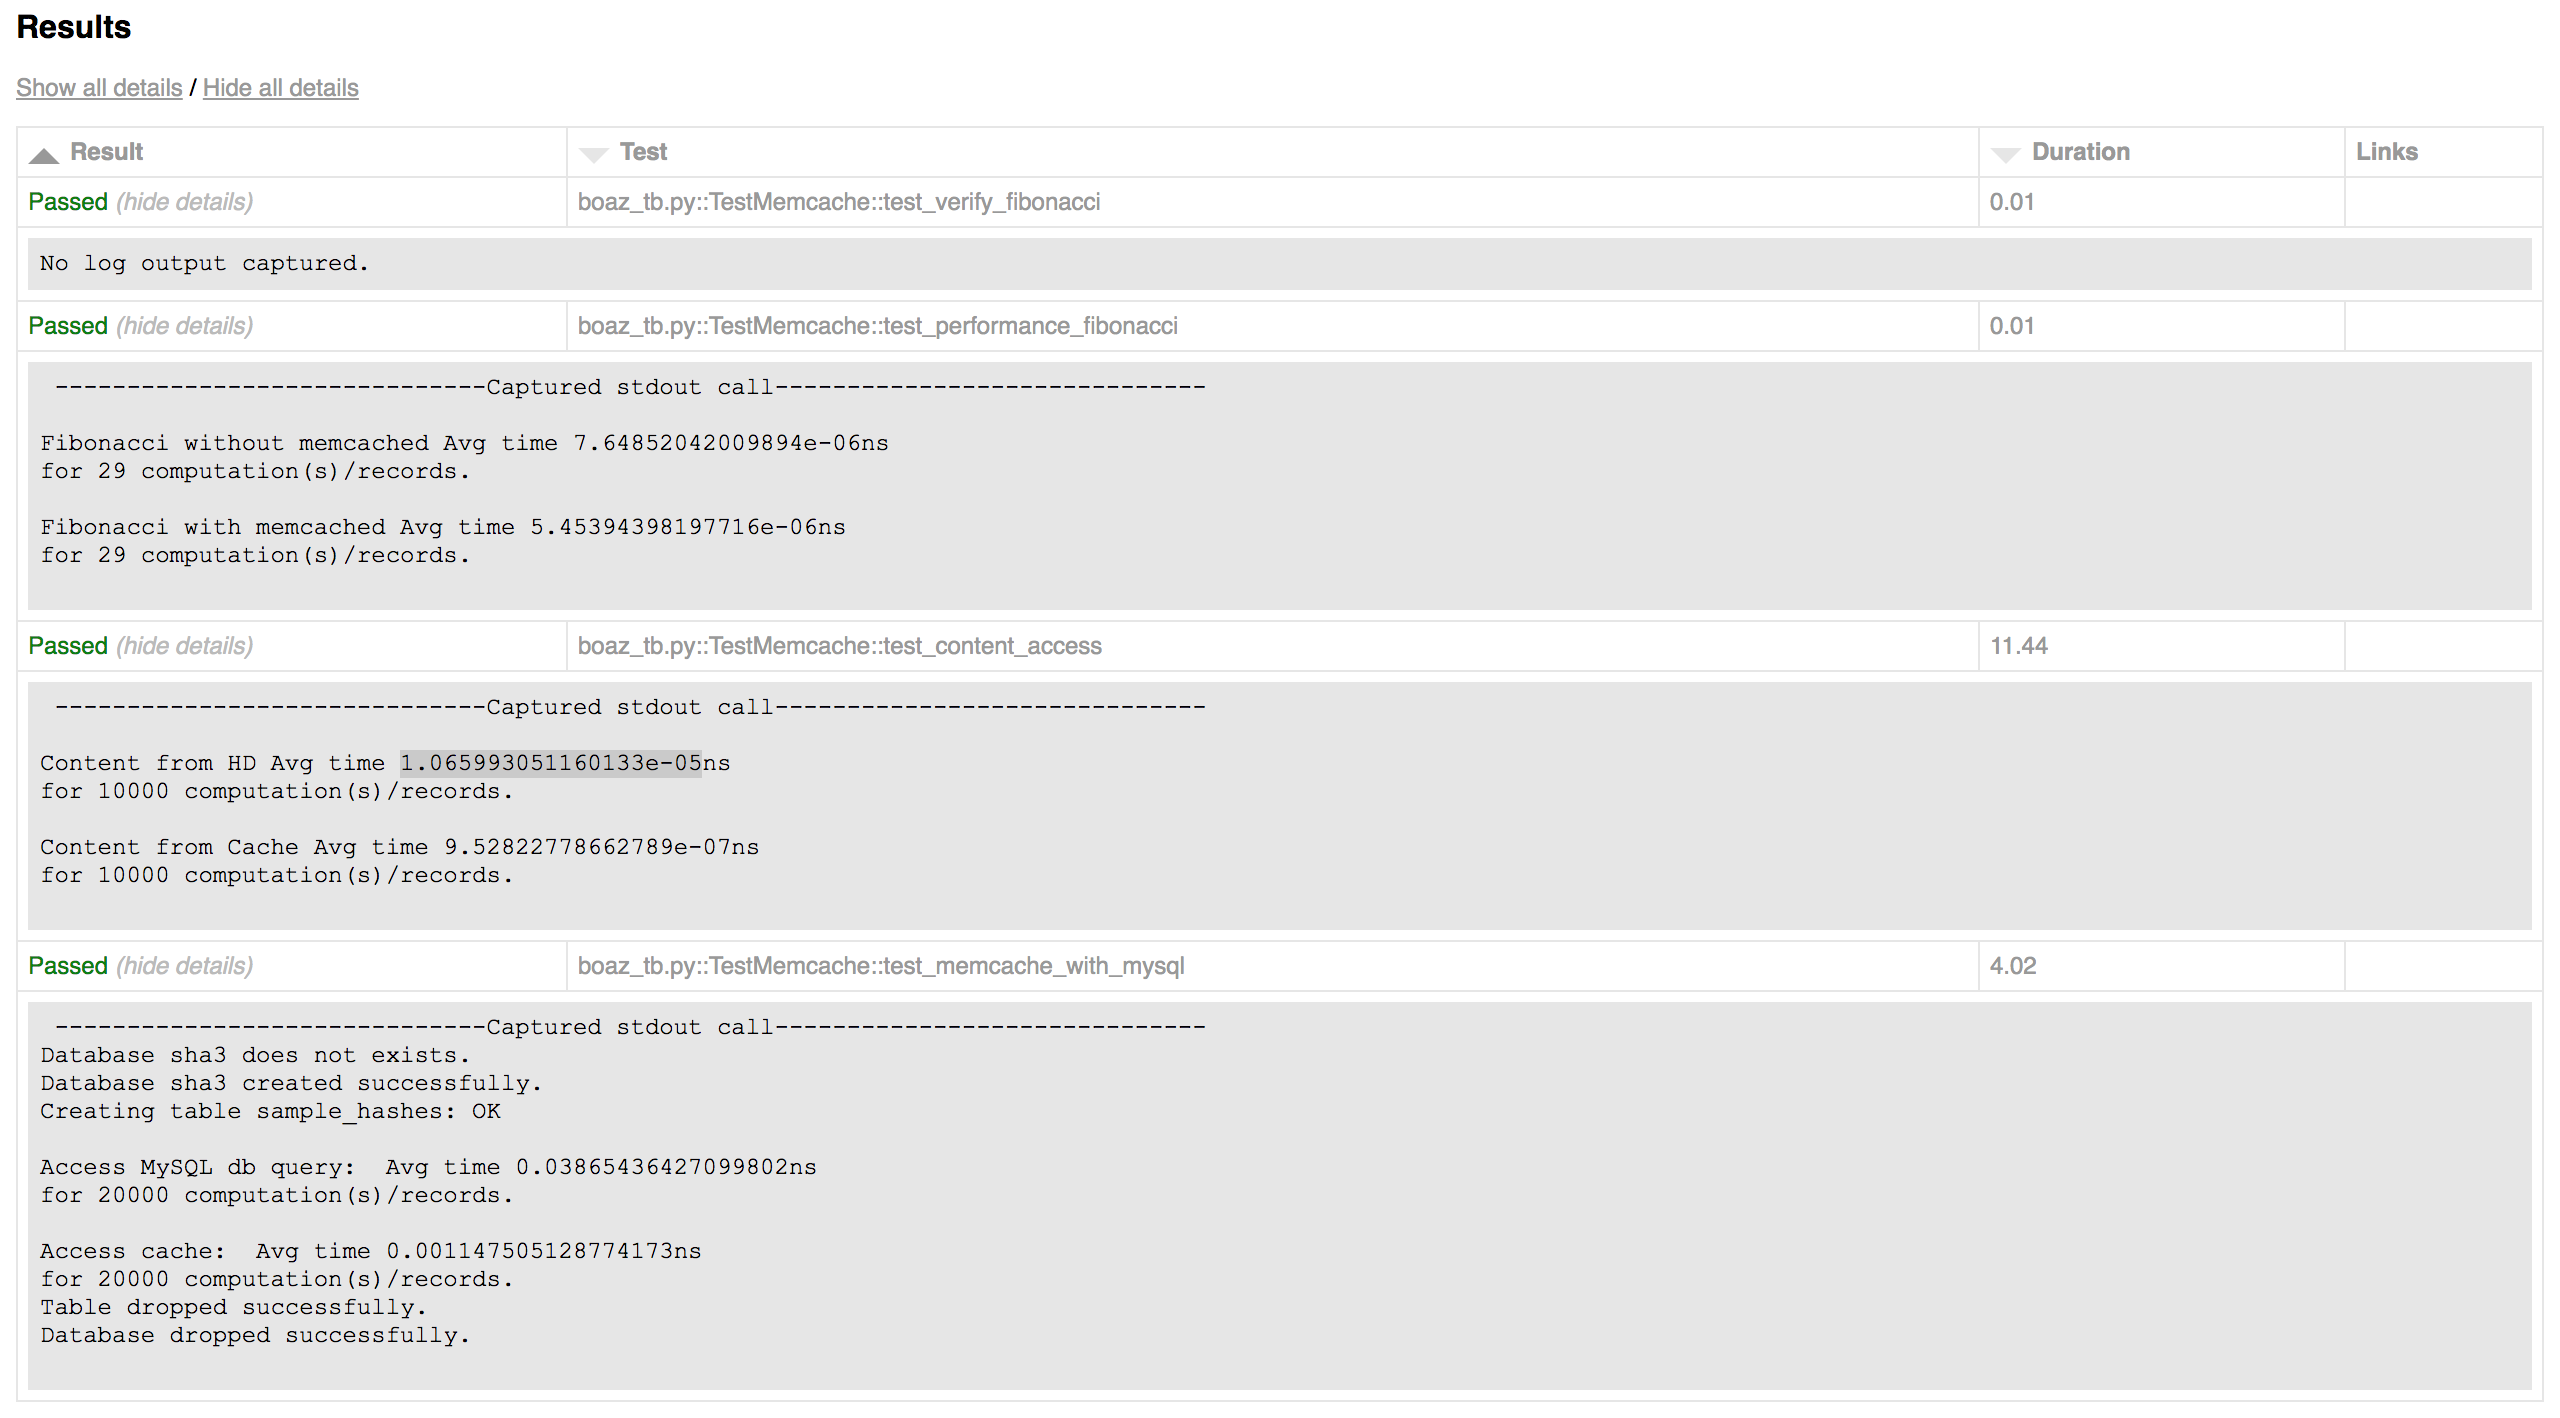 Results
Show all details / Hide all details
Result Test Duration Links
Passed (hide details) boaz_tb.py::TestMemcache::test_verify_fibonacci 0.01
No log output captured.
Passed (hide details) boaz_tb.py::TestMemcache::test_performance_fibonacci 0.01
------------------------------Captured stdout call------------------------------
Fibonacci without memcached Avg time 7.64852042009894e-06ns
for 29 computation(s)/records.
Fibonacci with memcached Avg time 5.45394398197716e-06ns
for 29 computation(s)/records.
Passed (hide details) boaz_tb.py::TestMemcache::test_content_access 11.44
------------------------------Captured stdout call------------------------------
Content from HD Avg time 1.065993051160133e-05ns
for 10000 computation(s)/records.
Content from Cache Avg time 9.52822778662789e-07ns
for 10000 computation(s)/records.
Passed (hide details) boaz_tb.py::TestMemcache::test_memcache_with_mysql 4.02
------------------------------Captured stdout call------------------------------
Database sha3 does not exists.
Database sha3 created successfully.
Creating table sample_hashes: OK
Access MySQL db query:  Avg time 0.03865436427099802ns
for 20000 computation(s)/records.
Access cache:  Avg time 0.001147505128774173ns
for 20000 computation(s)/records.
Table dropped successfully.
Database dropped successfully.